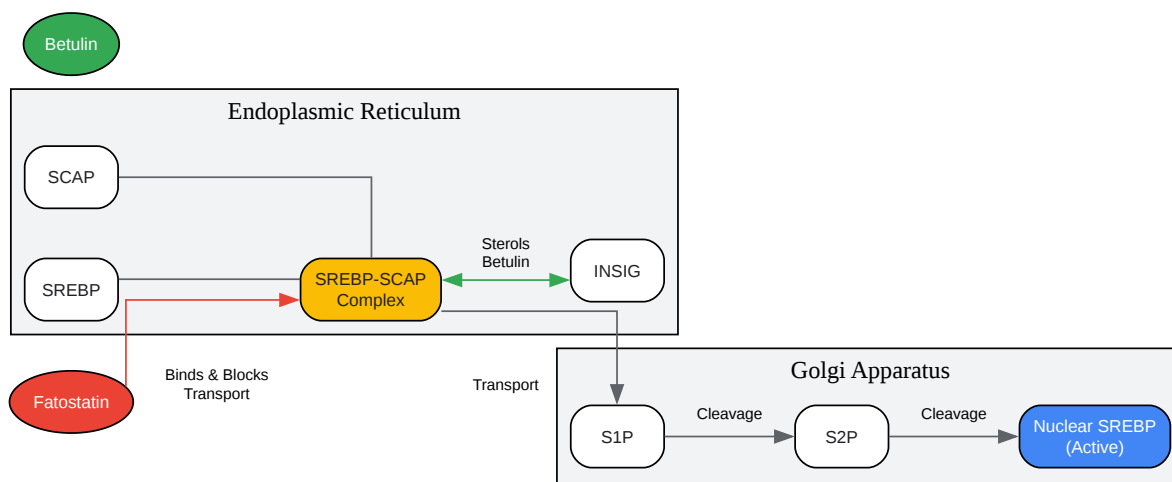 Betulin
Endoplasmic Reticulum
SCAP
SREBP
SREBP-SCAP
Complex
Sterols
Betulin
INSIG
Fatostatin
Binds & Blocks
Transport
Transport
Golgi Apparatus
S1P
Cleavage
S2P
Cleavage
Nuclear SREBP
(Active)